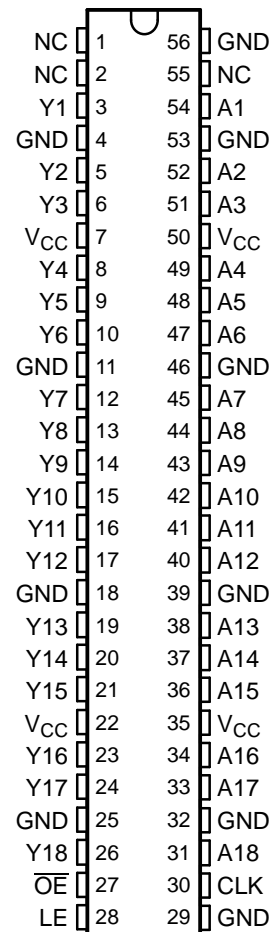 NC 1 56 GND
NC 2 55 NC
Y1 3 54 A1
GND 4 53 GND
Y2 5 52 A2
Y3 6 51 A3
VCC 7 50 VCC
Y4 8 49 A4
Y5 9 48 A5
Y6 10 47 A6
GND 11 46 GND
Y7 12 45 A7
Y8 13 44 A8
Y9 14 43 A9
Y10 15 42 A10
Y11 16 41 A11
Y12 17 40 A12
GND 18 39 GND
Y13 19 38 A13
Y14 20 37 A14
Y15 21 36 A15
VCC 22 35 VCC
Y16 23 34 A16
Y17 24 33 A17
GND 25 32 GND
Y18 26 31 A18
O̅E̅ 27 30 CLK
LE 28 29 GND